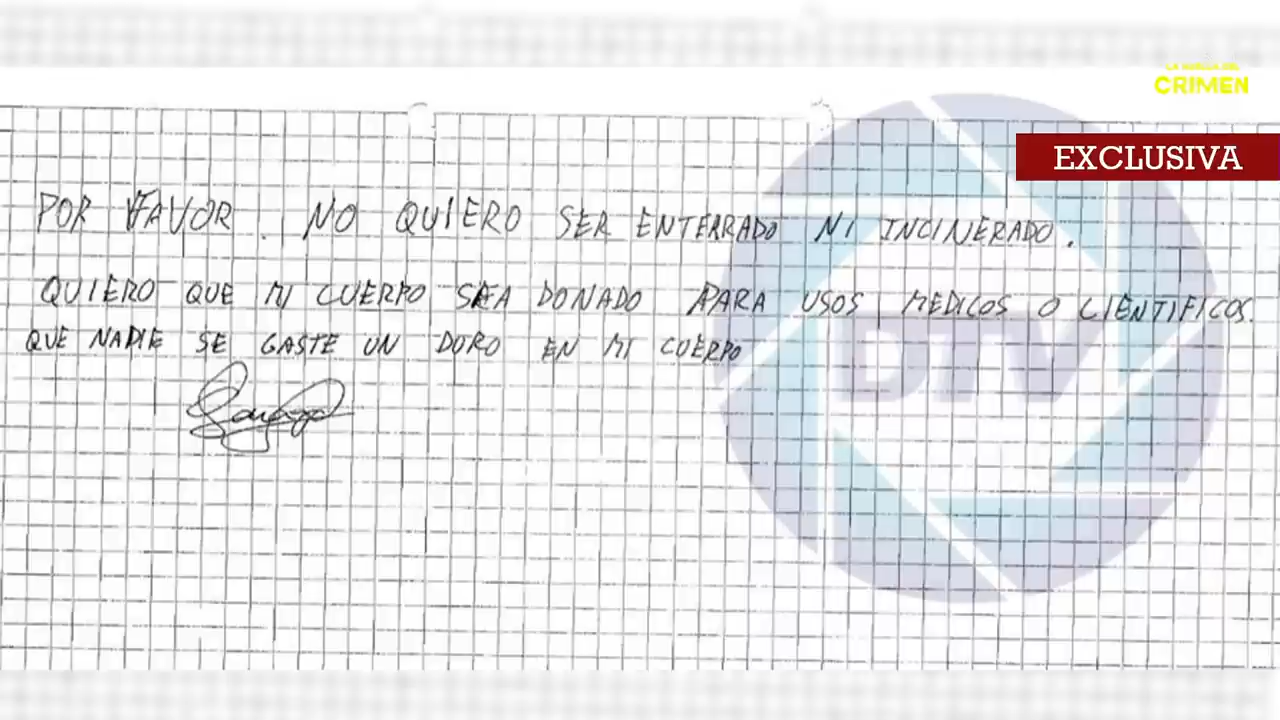 CRIMEN
EXCLUSIVA
POR FAVOR. NO QUIERO SER ENTERRADO NI INCINERADO.
QUIERO QUE MI CUERPO SEA DONADO PARA USOS MEDICOS O CIENTIFICOS.
QUE NADIE SE GASTE UN DURO EN MI CUERPO
DTV